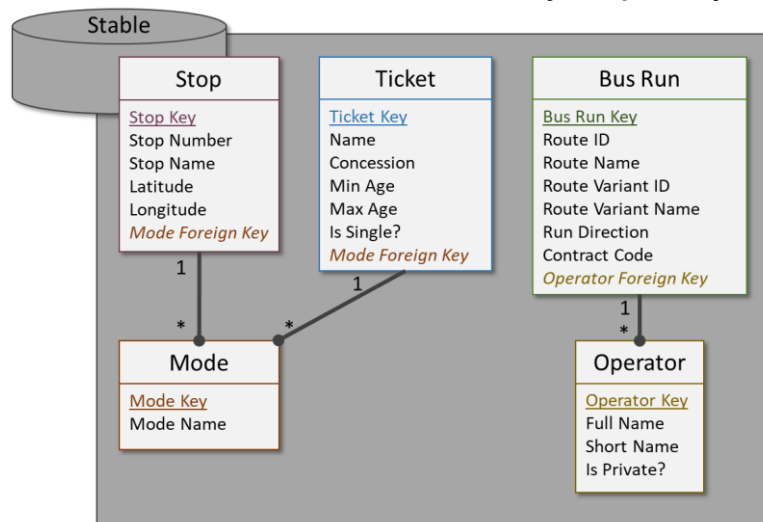 Stable
Stop
Stop Key
Stop Number
Stop Name
Latitude
Longitude
Mode Foreign Key
Ticket
Ticket Key
Name
Concession
Min Age
Max Age
Is Single?
Mode Foreign Key
Bus Run
Bus Run Key
Route ID
Route Name
Route Variant ID
Route Variant Name
Run Direction
Contract Code
Operator Foreign Key
1
*
1
*
1
*
Mode
Mode Key
Mode Name
Operator
Operator Key
Full Name
Short Name
Is Private?